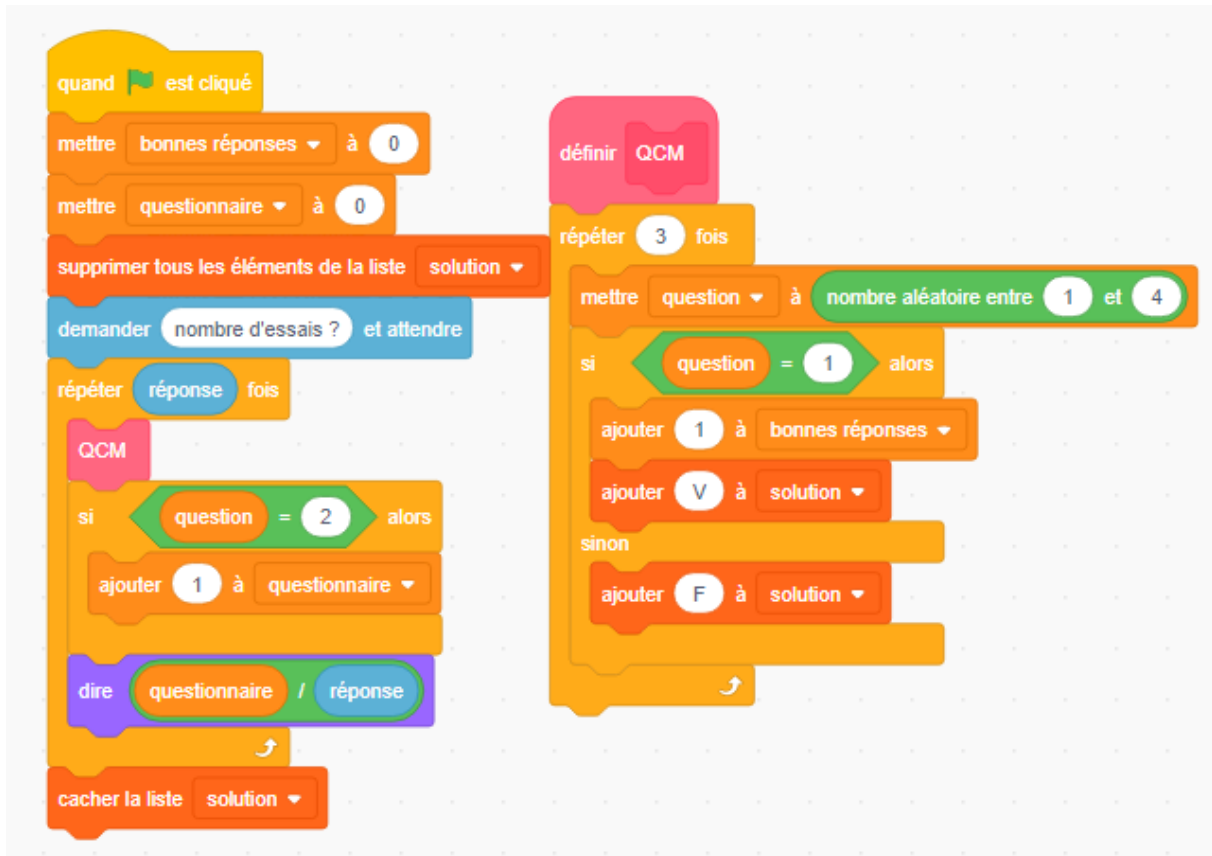 quand est cliqué
mettre bonnes réponses à 0
mettre questionnaire à 0
supprimer tous les éléments de la liste solution
demander nombre d'essais ? et attendre
répéter réponse fois
QCM
si question = 2 alors
ajouter 1 à questionnaire
dire questionnaire / réponse
cacher la liste solution
définir QCM
répéter 3 fois
mettre question à nombre aléatoire entre 1 et 4
si question = 1 alors
ajouter 1 à bonnes réponses
ajouter V à solution
sinon
ajouter F à solution